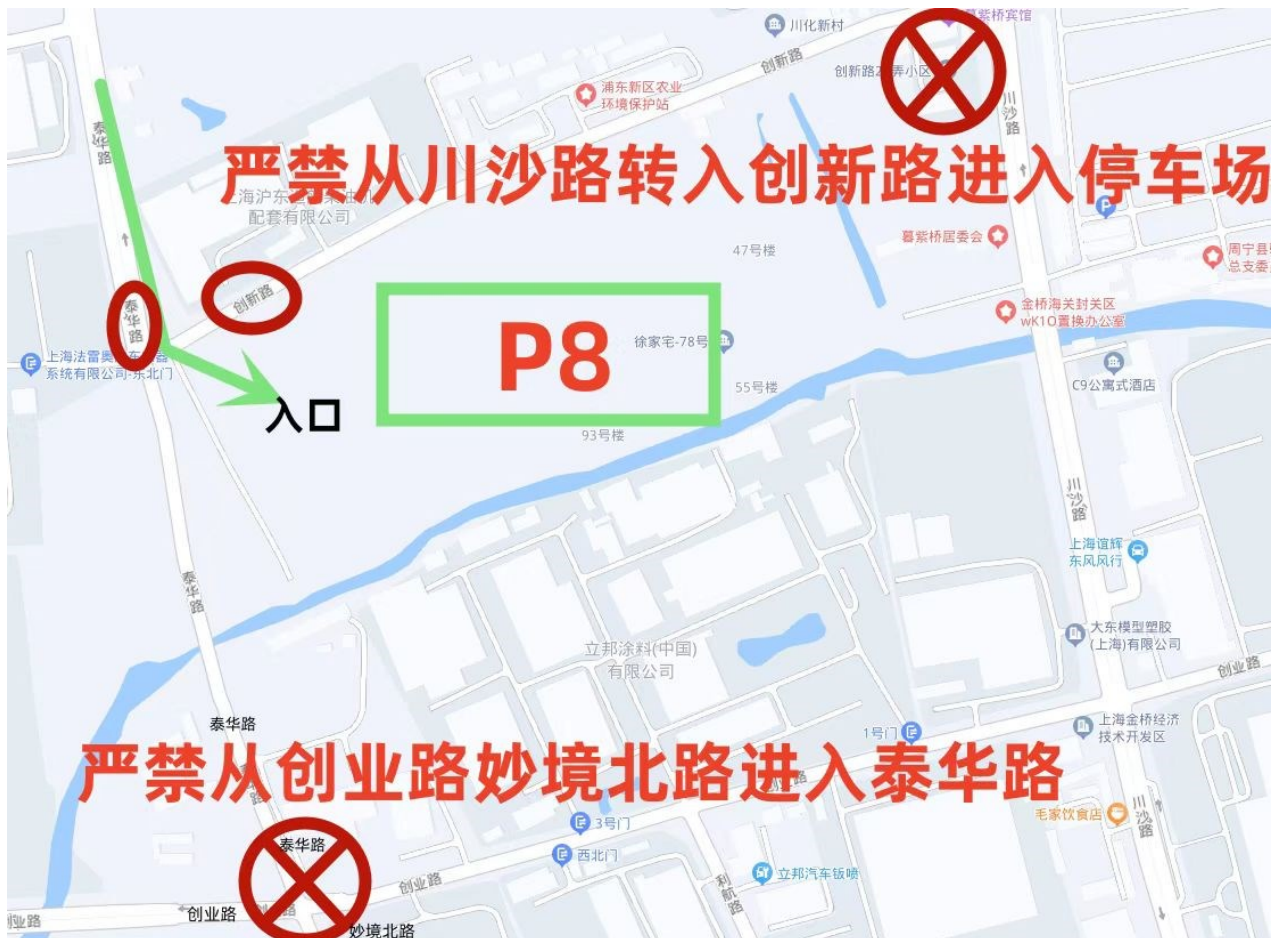 慕紫桥宾馆
川化新村
创新路
浦东新区农业
环境保护站
川沙路
泰华路
严禁从川沙路转入创新路进入停车场
配套有限公司
47号楼
慕紫桥居委会
周宁县
总支委
创新路
泰华路
金桥海关封关区
wK10置换办公室
P8
徐家宅-78号
上海法雷奥
系统有限公司-东北门
入口
55号楼
C9公寓式酒店
93号楼
川沙路
上海谊辉
东风风行
泰华路
大东模型塑胶
(上海)有限公司
立邦涂料(中国)
有限公司
创业路
泰华路
1号门
上海金桥经济
技术开发区
严禁从创业路妙境北路进入泰华路
毛家饮食店
川沙路
3号门
泰华路
西北门
立邦汽车钣喷
创业路
利航路
创业路
妙境北路